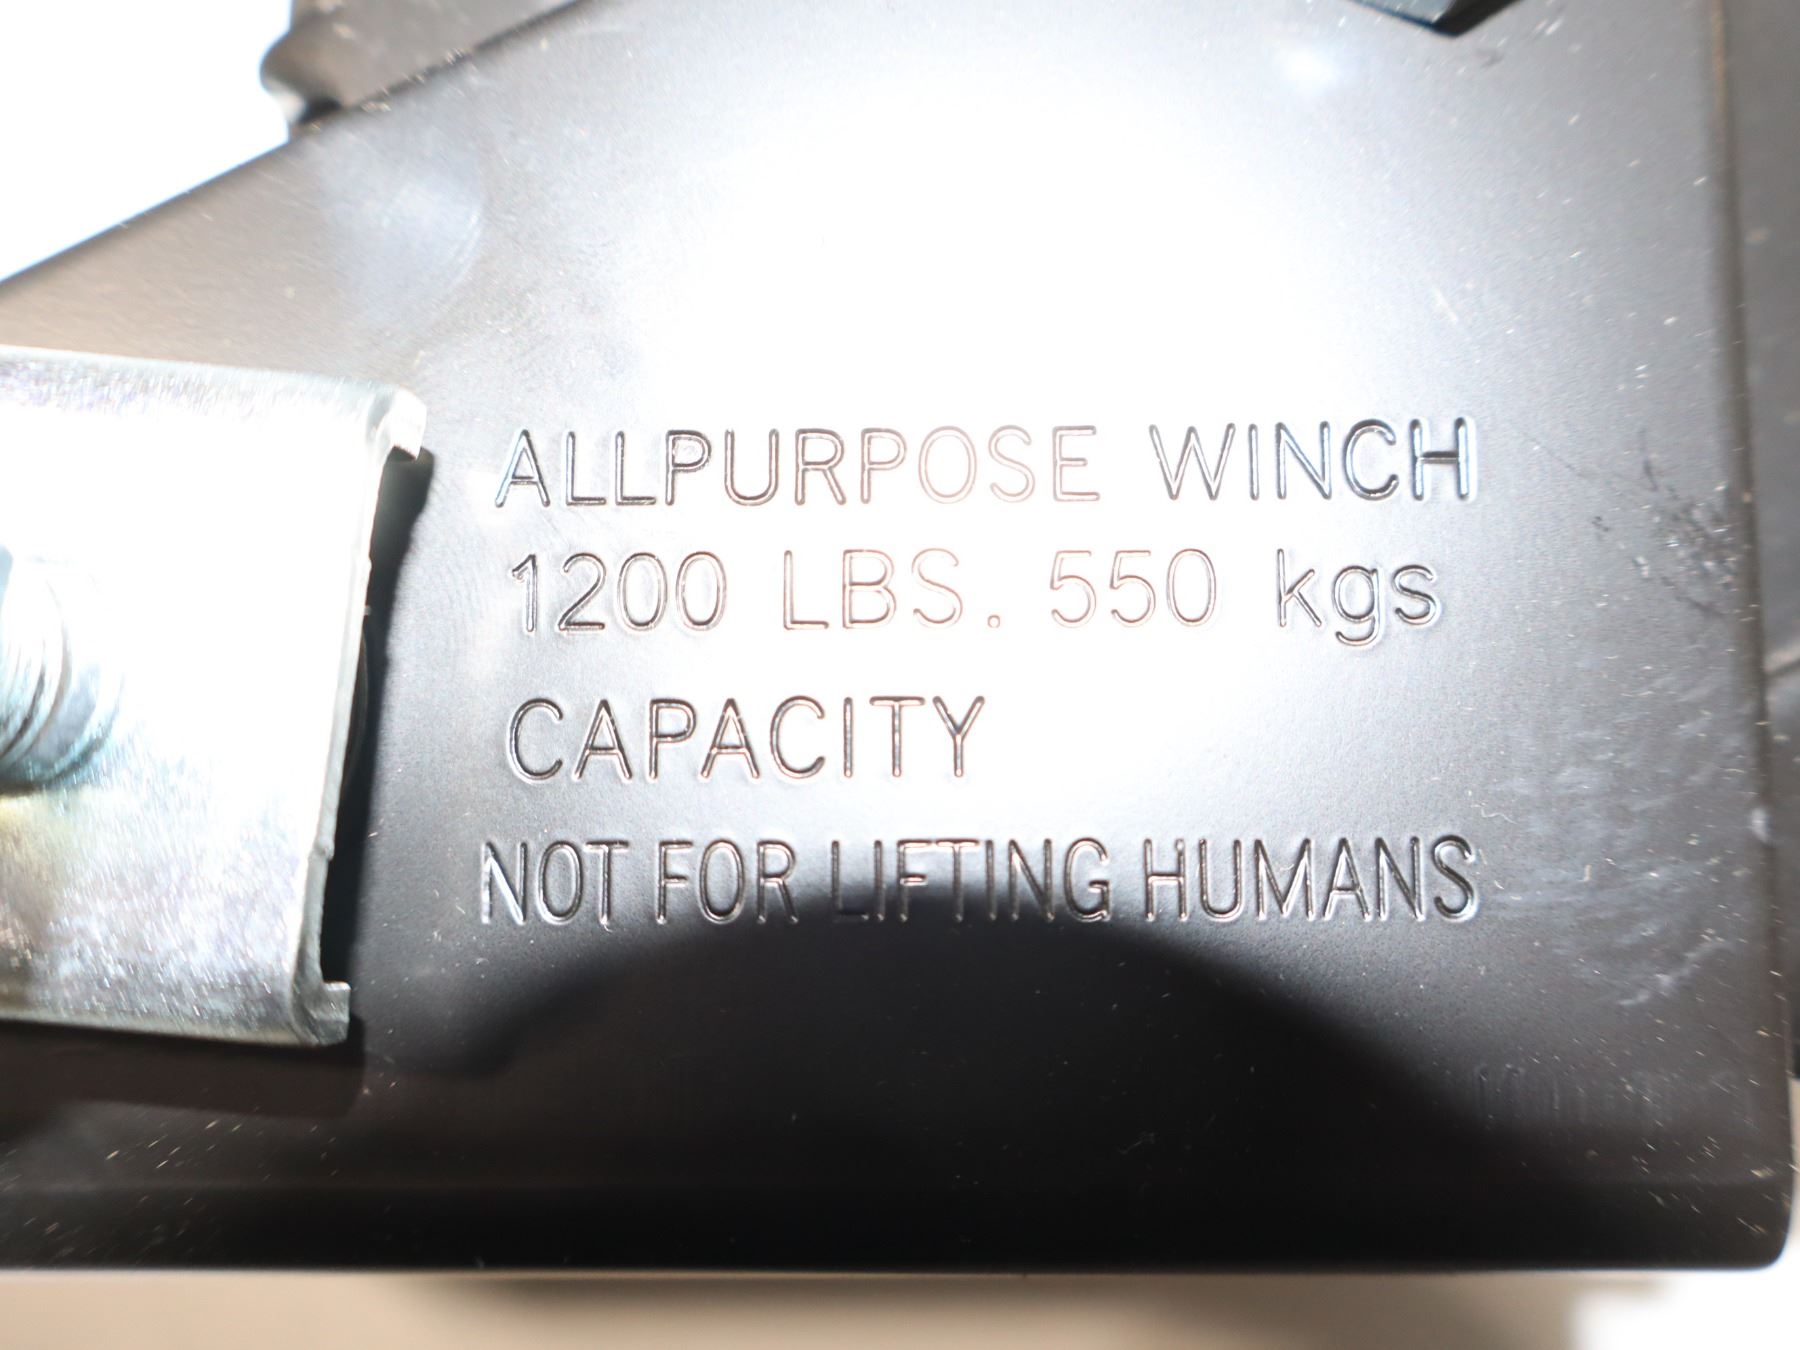 ALLPURPOSE WINCH
1200 LBS. 550 kgs
CAPACITY
NOT FOR LIFTING HUMANS